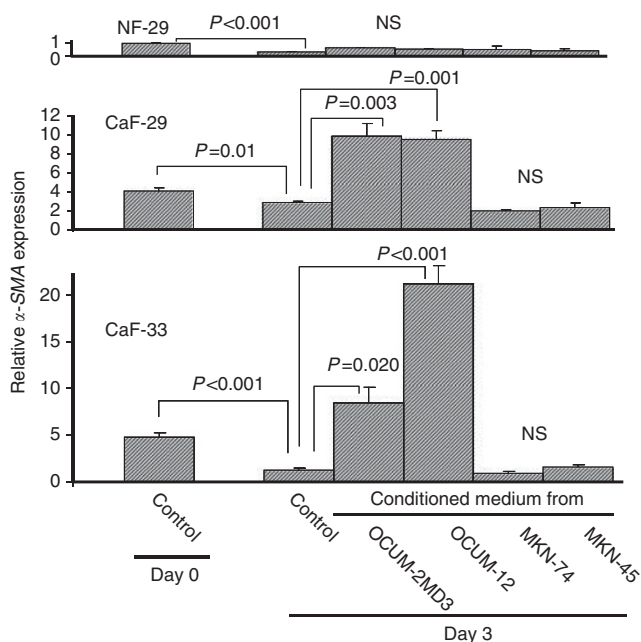 NF-29
P<0.001
NS
1
0
CaF-29
P=0.001
P=0.003
P=0.01
NS
12
10
8
6
4
2
0
CaF-33
P<0.001
P=0.020
P<0.001
NS
20
15
10
5
0
Relative α-SMA expression
Control
Control
Conditioned medium from
OCUM-2MD3
OCUM-12
MKN-74
MKN-45
Day 0
Day 3